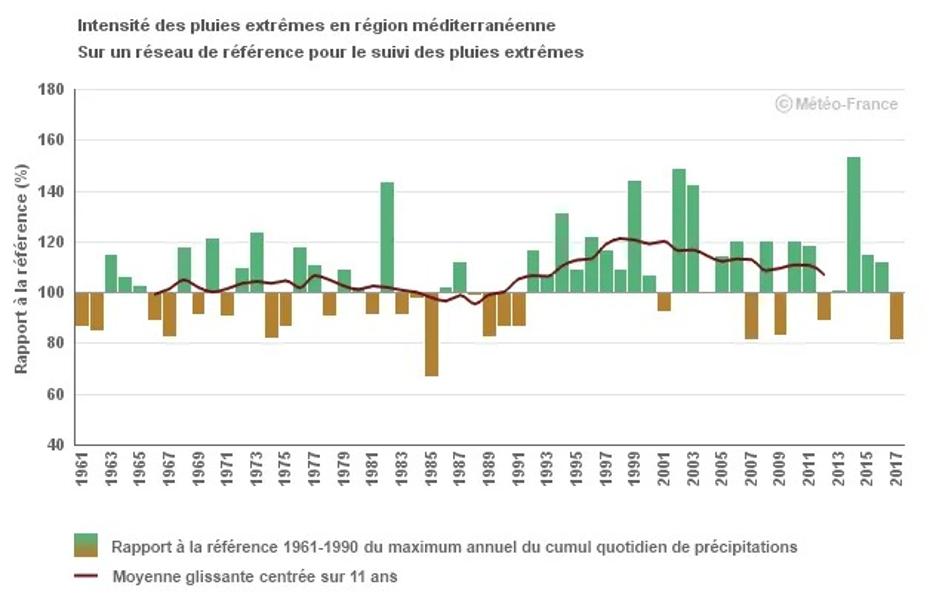 Intensité des pluies extrêmes en région méditerranéenne
Sur un réseau de référence pour le suivi des pluies extrêmes
© Météo-France
Rapport à la référence (%)
180
160
140
120
100
80
60
40
1961 1963 1965 1967 1969 1971 1973 1975 1977 1979 1981 1983 1985 1987 1989 1991 1993 1995 1997 1999 2001 2003 2005 2007 2009 2011 2013 2015 2017
Rapport à la référence 1961-1990 du maximum annuel du cumul quotidien de précipitations
Moyenne glissante centrée sur 11 ans